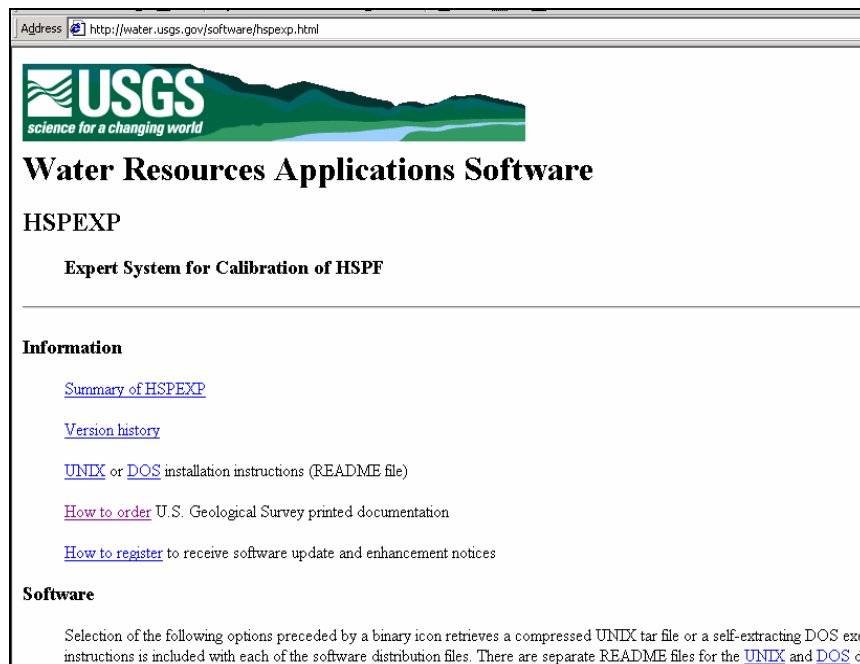 Address http://water.usgs.gov/software/hspexp.html
USGS
science for a changing world
Water Resources Applications Software
HSPEXP
Expert System for Calibration of HSPF
Information
Summary of HSPEXP
Version history
UNIX or DOS installation instructions (README file)
How to order U.S. Geological Survey printed documentation
How to register to receive software update and enhancement notices
Software
Selection of the following options preceded by a binary icon retrieves a compressed UNIX tar file or a self-extracting DOS exe
instructions is included with each of the software distribution files. There are separate README files for the UNIX and DOS